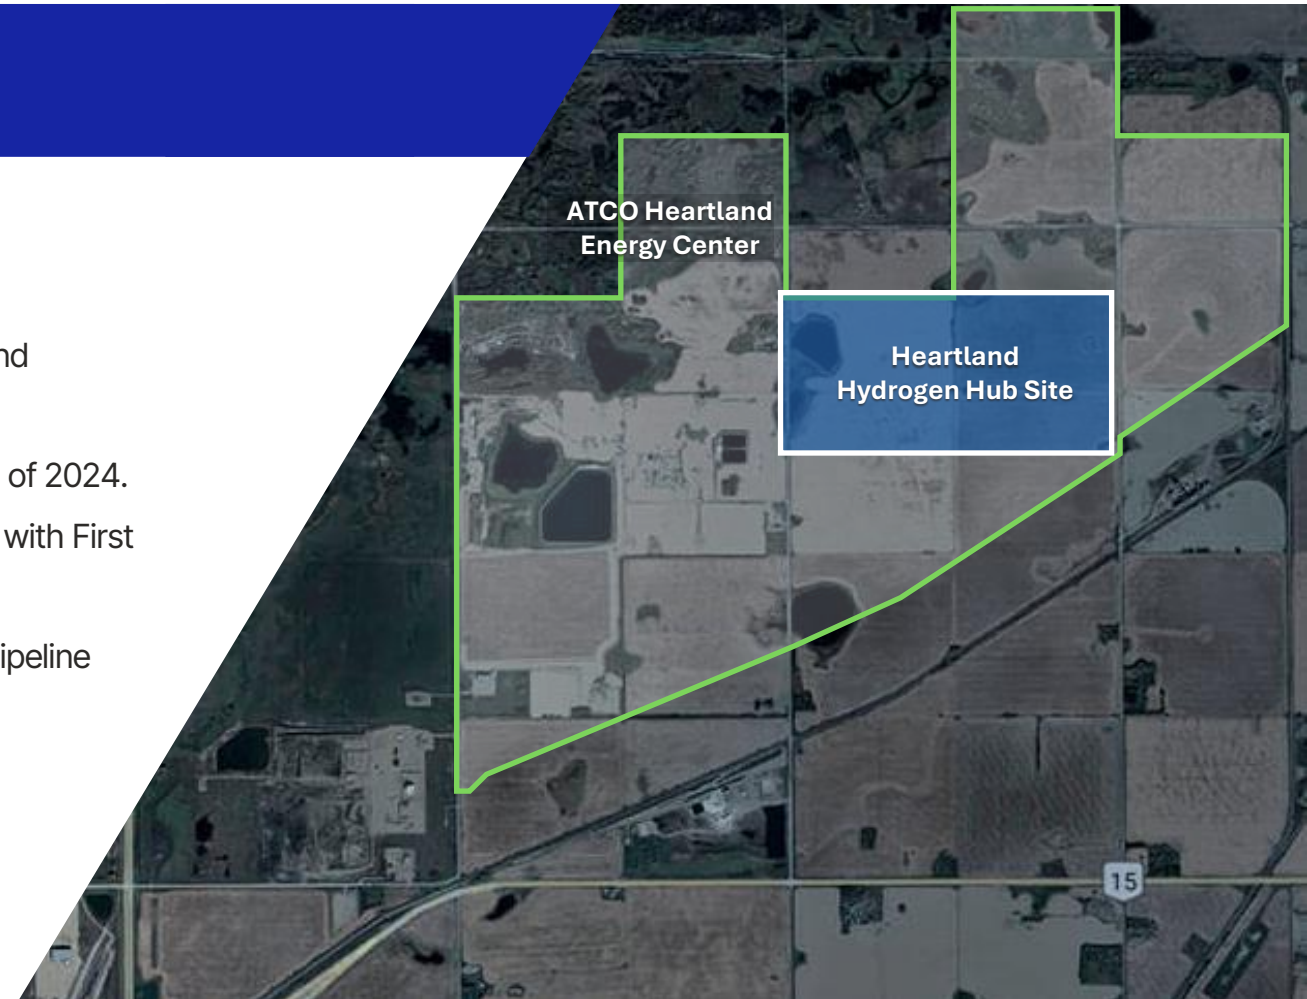 nd
of 2024.
with First
ipeline
ATCO Heartland
Energy Center
Heartland
Hydrogen Hub Site
15